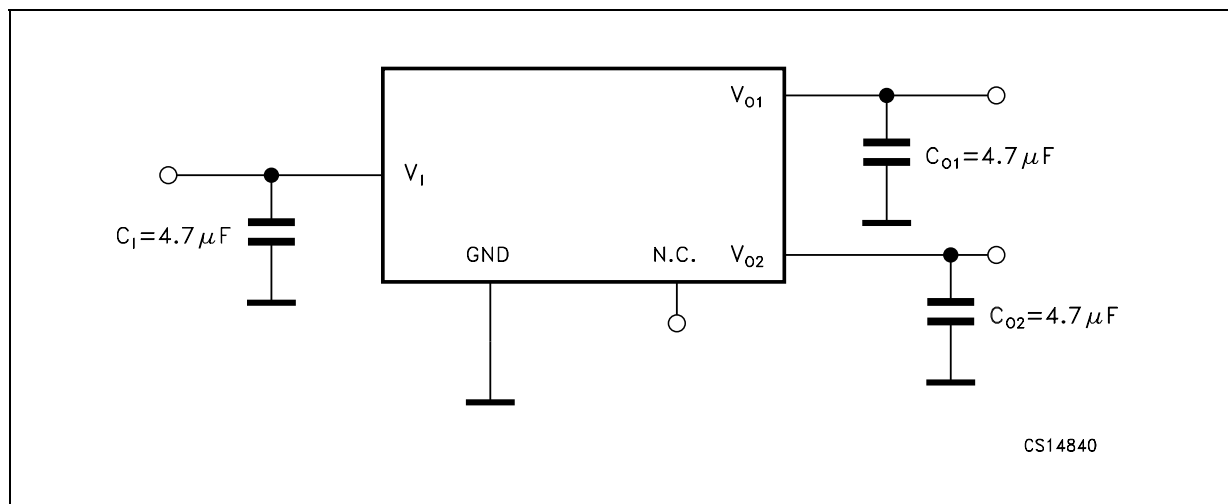 V₀₁
C₀₁=4.7μF
Vᵢ
Cᵢ=4.7μF
GND
N.C.
V₀₂
C₀₂=4.7μF
CS14840